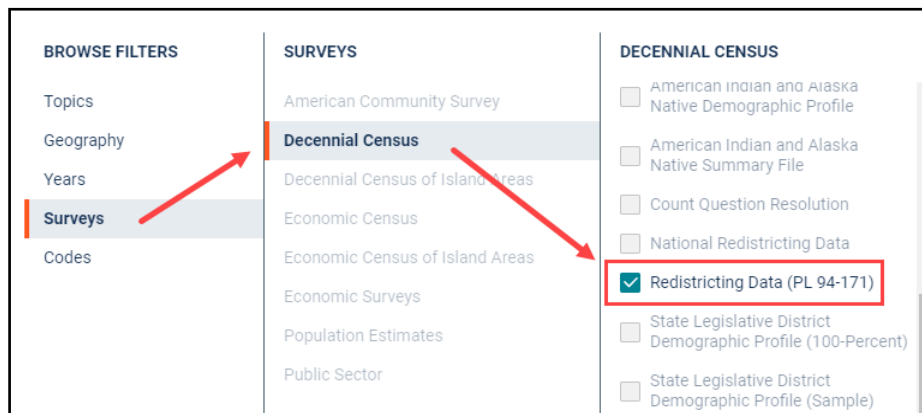 BROWSE FILTERS
Topics
Geography
Years
Surveys
Codes
SURVEYS
American Community Survey
Decennial Census
Decennial Census of Island Areas
Economic Census
Economic Census of Island Areas
Economic Surveys
Population Estimates
Public Sector
DECENNIAL CENSUS
American Indian and Alaska
Native Demographic Profile
American Indian and Alaska
Native Summary File
Count Question Resolution
National Redistricting Data
Redistricting Data (PL 94-171)
State Legislative District
Demographic Profile (100-Percent)
State Legislative District
Demographic Profile (Sample)